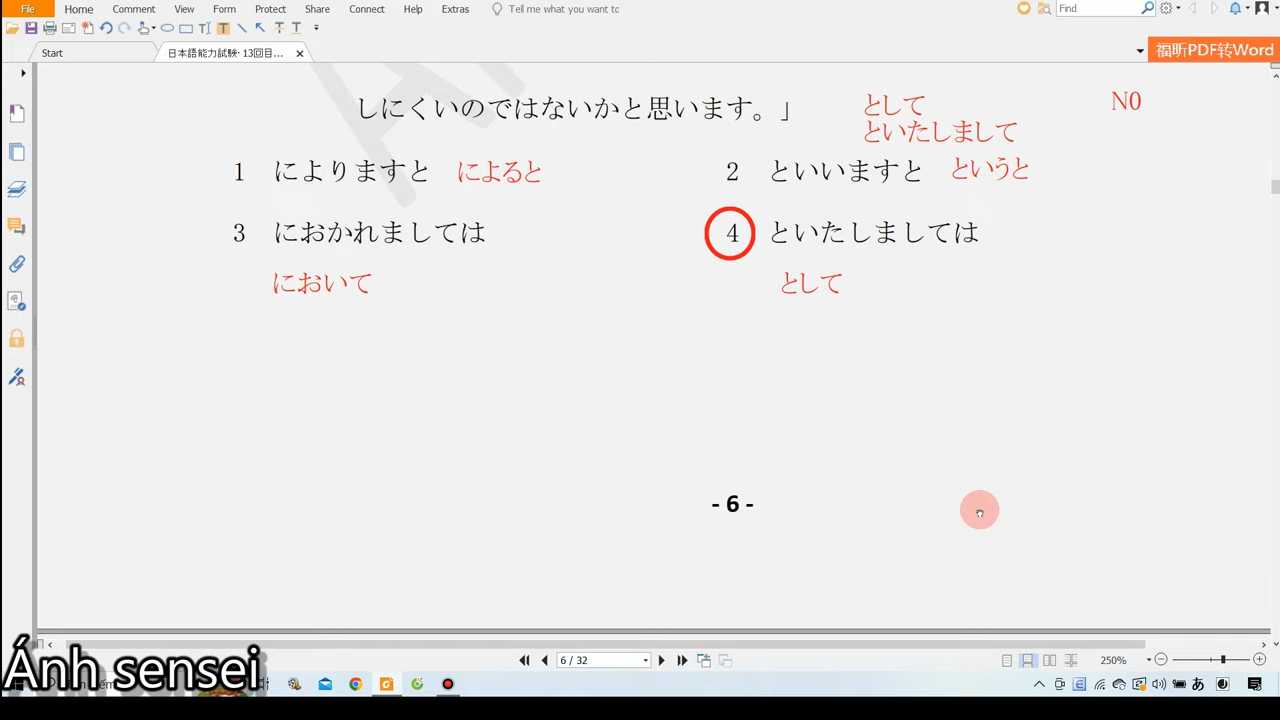 File Home Comment View Form Protect Share Connect Help Extras Tell me what you want to Find
Start 日本語能力試験・13回目... 福昕PDF转Word
しにくいのではないかと思います。」 として N0
といたしまして
1 によりますと によると 2 といいますと というと
3 におかれましては 4 といたしましては
において として
- 6 -
6 / 32 250%
Ánh sensei